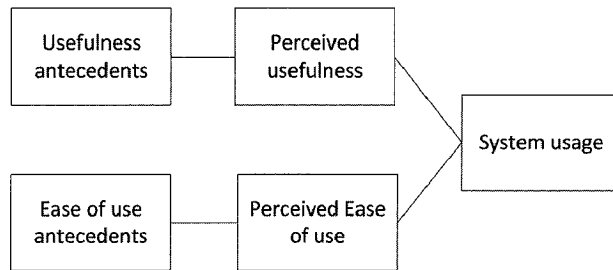 Usefulness
antecedents
Perceived
usefulness
System usage
Ease of use
antecedents
Perceived Ease
of use